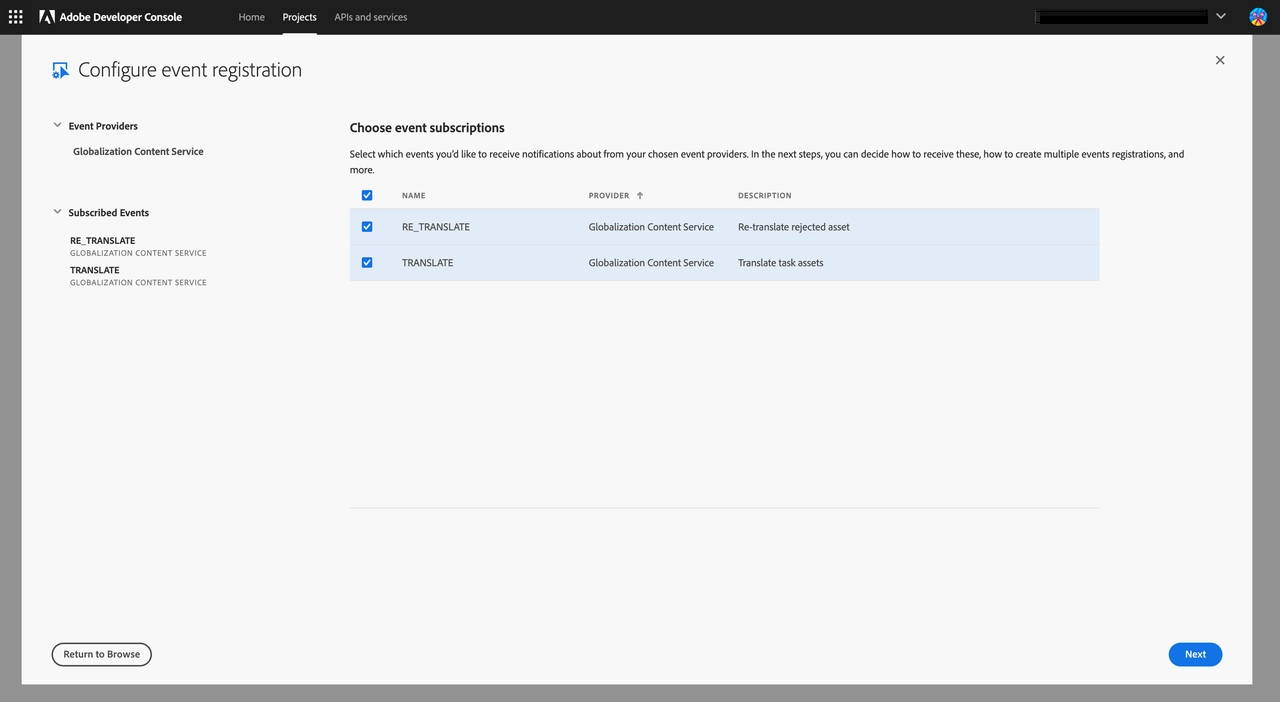 Adobe Developer Console
Home
Projects
APIs and services
Configure event registration
Event Providers
Globalization Content Service
Subscribed Events
RE_TRANSLATE
GLOBALIZATION CONTENT SERVICE
TRANSLATE
GLOBALIZATION CONTENT SERVICE
Choose event subscriptions
Select which events you'd like to receive notifications about from your chosen event providers. In the next steps, you can decide how to receive these, how to create multiple events registrations, and
more.
NAME PROVIDER DESCRIPTION
RE_TRANSLATE Globalization Content Service Re-translate rejected asset
TRANSLATE Globalization Content Service Translate task assets
Return to Browse
Next